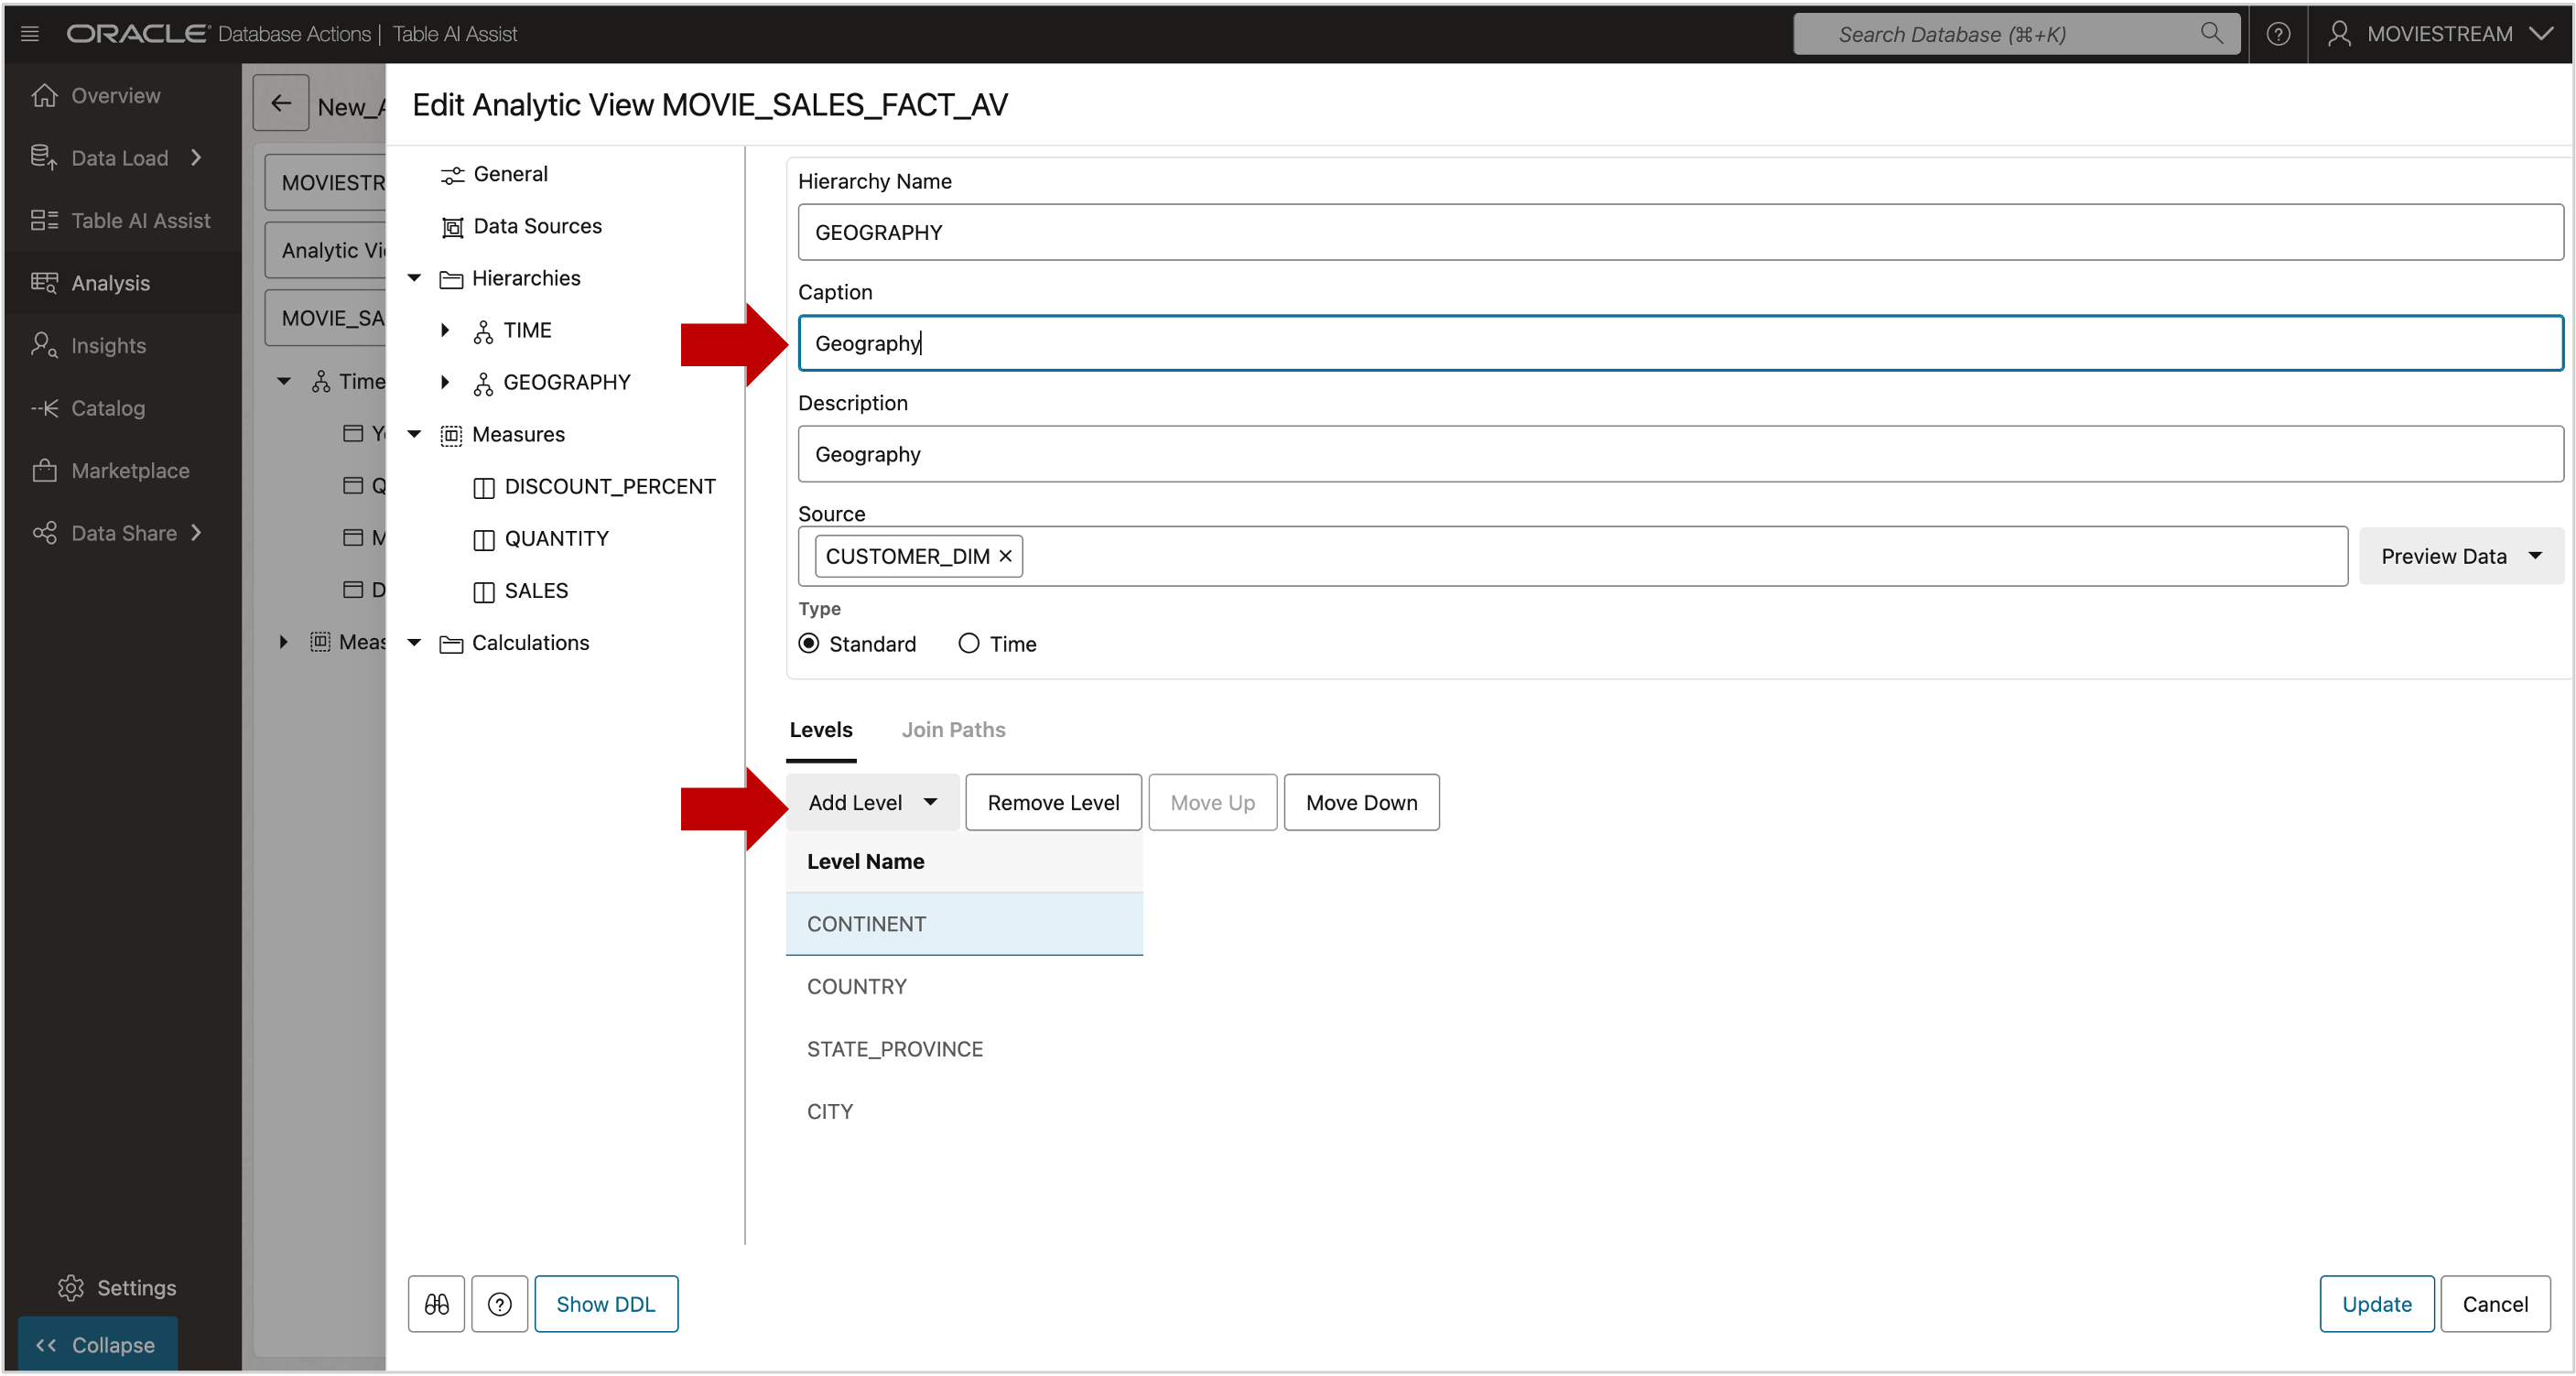 ORACLE Database Actions | Table AI Assist
Search Database (⌘+K)
MOVIESTREAM
Overview
Data Load
Table AI Assist
Analysis
Insights
Catalog
Marketplace
Data Share
Settings
Collapse
New_A
MOVIESTR
Analytic Vi
MOVIE_SA
Time
Y
Q
M
D
Meas
Edit Analytic View MOVIE_SALES_FACT_AV
General
Data Sources
Hierarchies
TIME
GEOGRAPHY
Measures
DISCOUNT_PERCENT
QUANTITY
SALES
Calculations
Hierarchy Name
GEOGRAPHY
Caption
Geography
Description
Geography
Source
CUSTOMER_DIM
Preview Data
Type
Standard Time
Levels Join Paths
Add Level Remove Level Move Up Move Down
Level Name
CONTINENT
COUNTRY
STATE_PROVINCE
CITY
Show DDL
Update Cancel